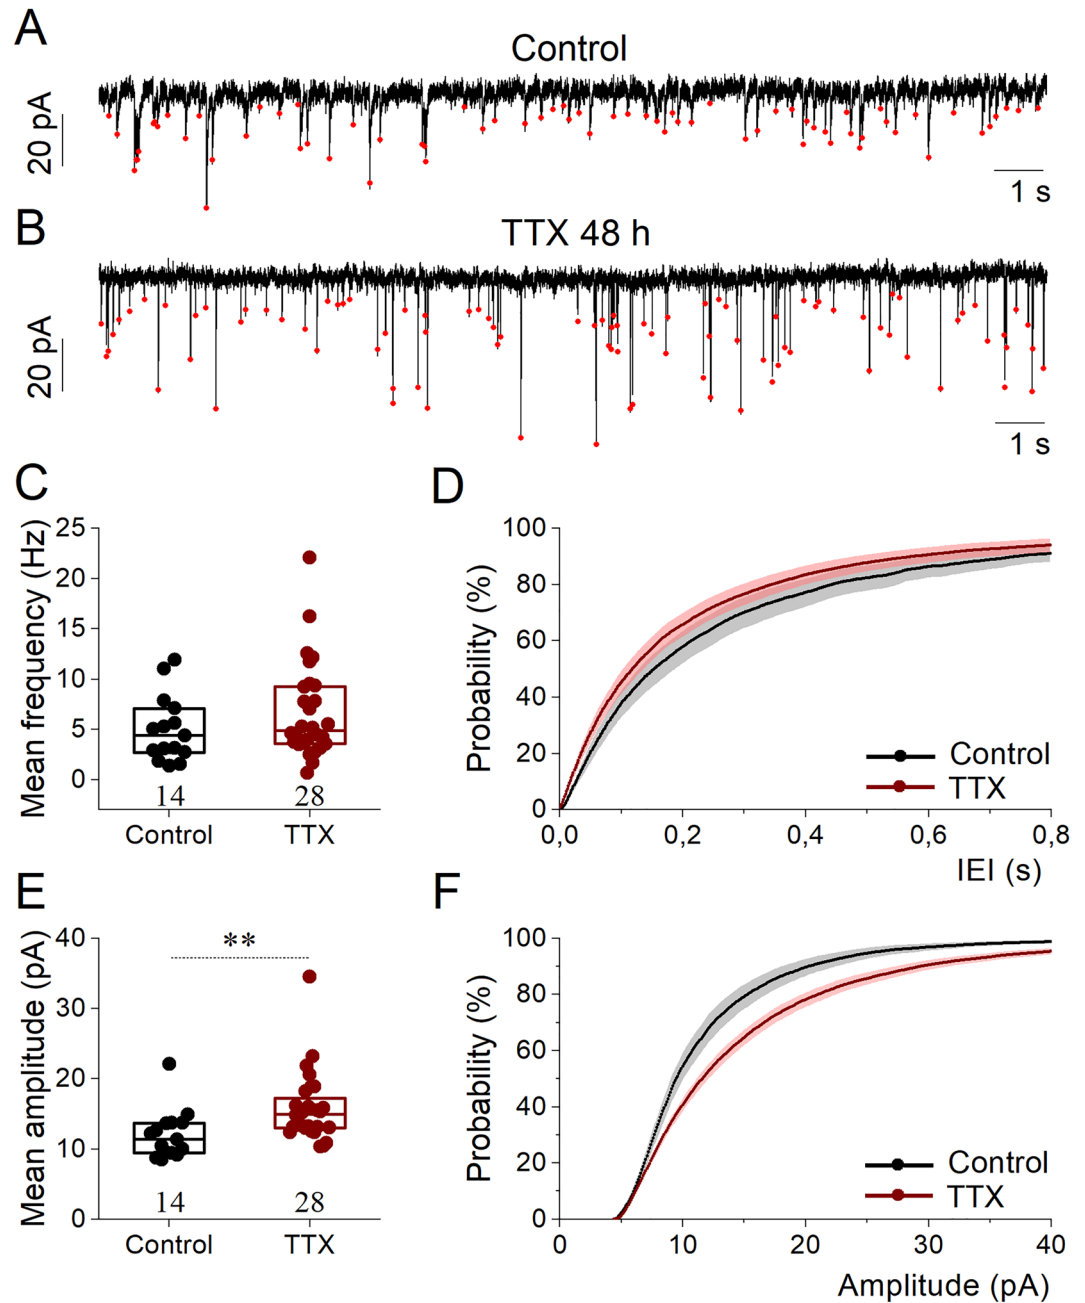 A
Control
20 pA
1 s
B
TTX 48 h
20 pA
1 s
C
Mean frequency (Hz)
25
20
15
10
5
0
14
28
Control
TTX
D
Probability (%)
100
80
60
40
20
0
Control
TTX
0,0
0,2
0,4
0,6
0,8
IEI (s)
E
Mean amplitude (pA)
40
30
20
10
0
**
14
28
Control
TTX
F
Probability (%)
100
80
60
40
20
0
Control
TTX
0
10
20
30
40
Amplitude (pA)